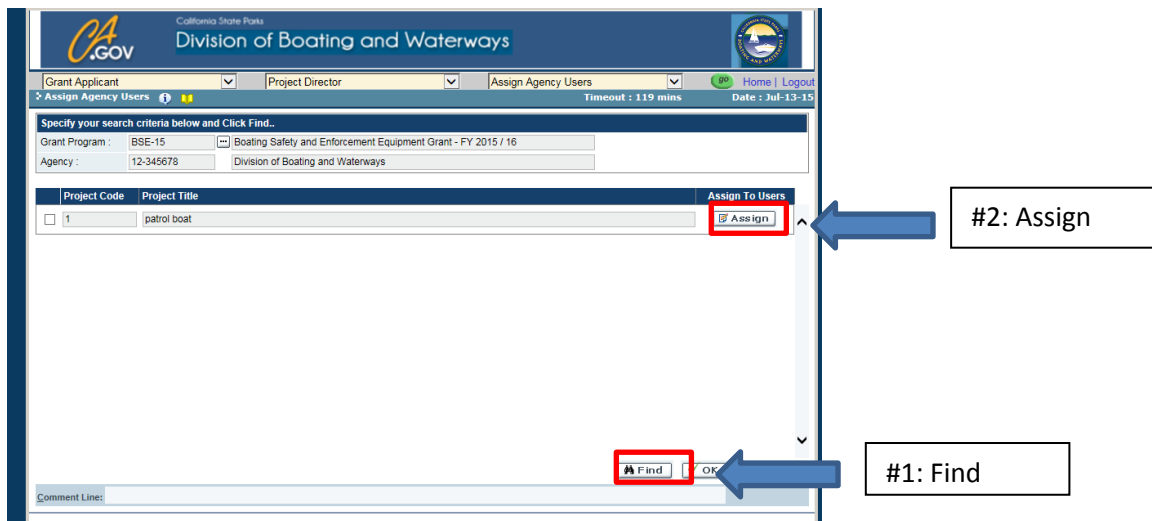 CA
.GOV
California State Parks
Division of Boating and Waterways
Grant Applicant Project Director Assign Agency Users go Home | Logout
Assign Agency Users Timeout : 119 mins Date : Jul-13-15
Specify your search criteria below and Click Find..
Grant Program : BSE-15 ... Boating Safety and Enforcement Equipment Grant - FY 2015 / 16
Agency : 12-345678 Division of Boating and Waterways
Project Code Project Title Assign To Users
1 patrol boat Assign
#2: Assign
Find OK
#1: Find
Comment Line: